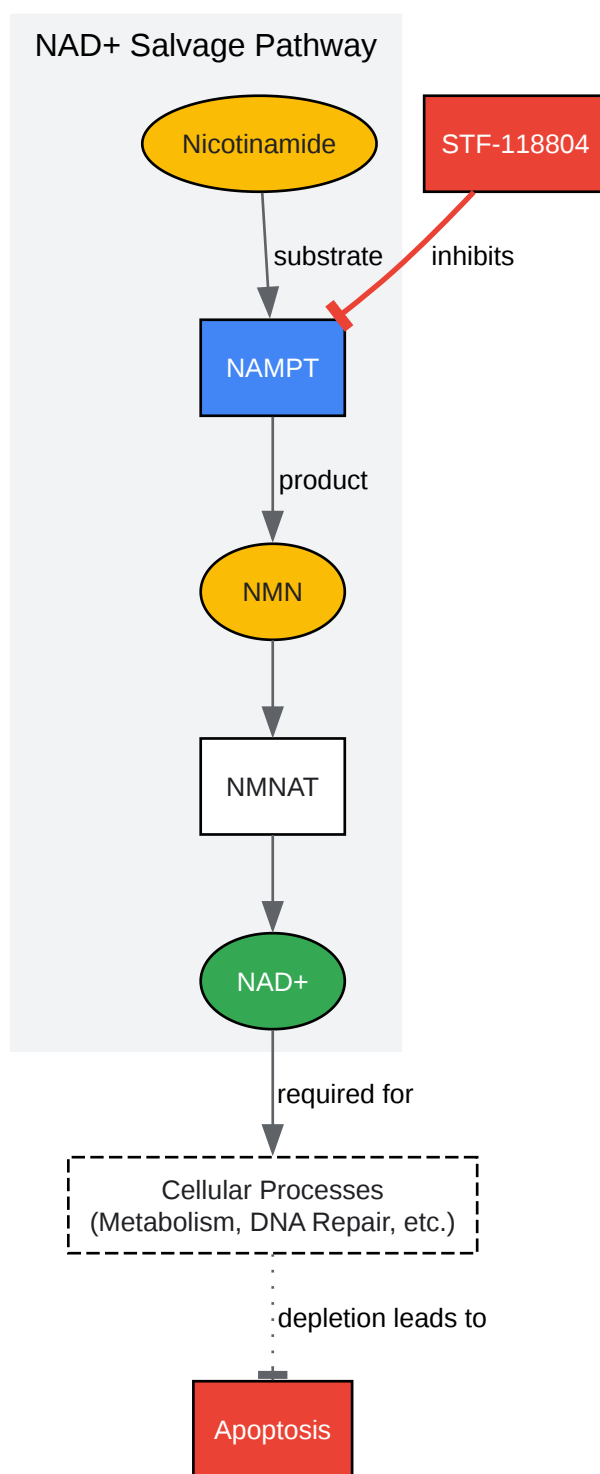 NAD+ Salvage Pathway
Nicotinamide
STF-118804
substrate
inhibits
NAMPT
product
NMN
NMNAT
NAD+
required for
Cellular Processes
(Metabolism, DNA Repair, etc.)
depletion leads to
Apoptosis